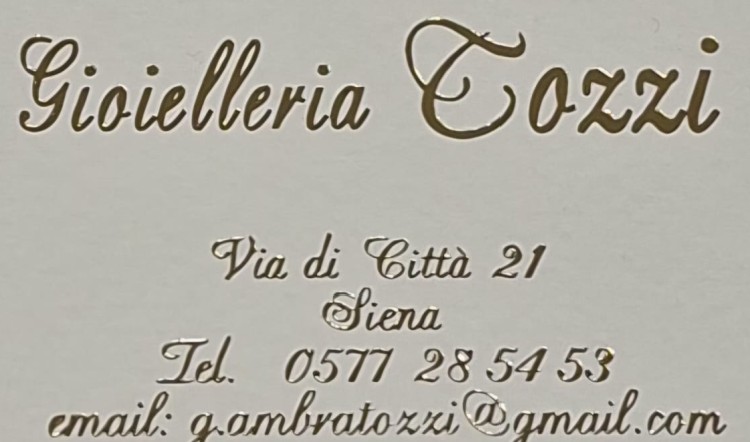 Gioielleria Tozzi
Via di Città 21
Siena
Tel. 0577 28 54 53
email: g.ambratozzi@gmail.com